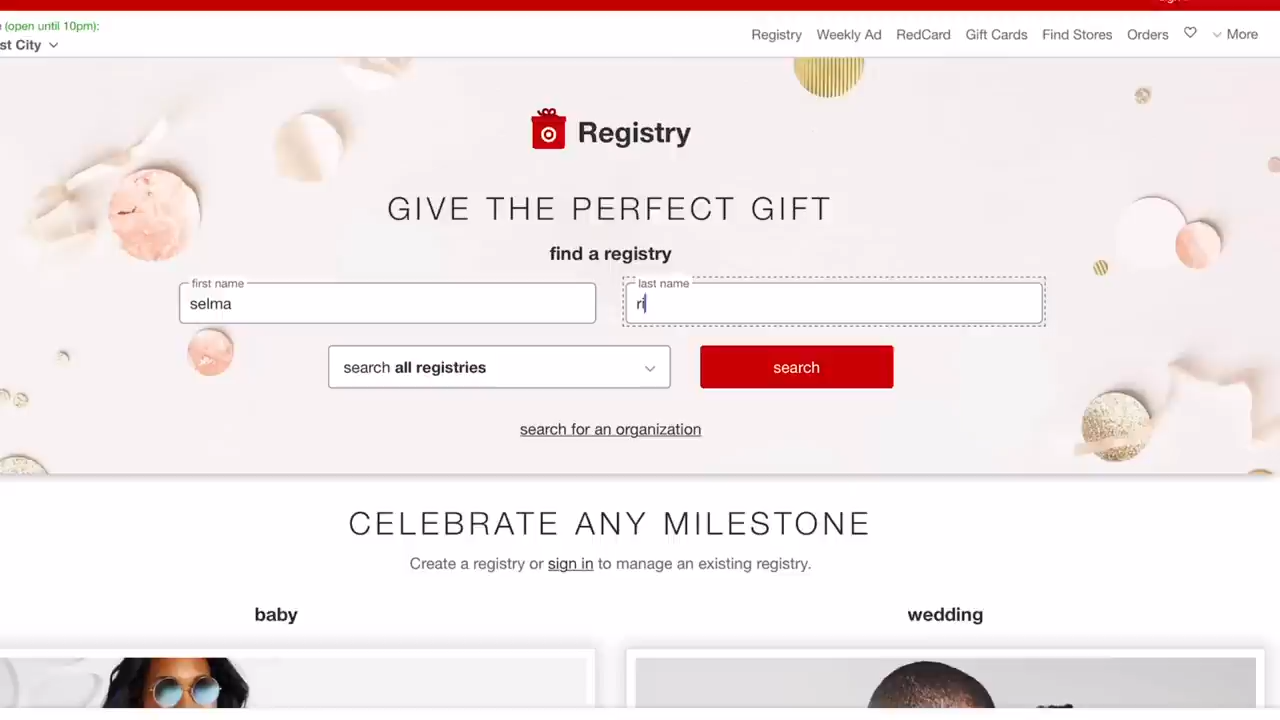 (open until 10pm):
st City
Registry Weekly Ad RedCard Gift Cards Find Stores Orders More
Registry
GIVE THE PERFECT GIFT
find a registry
first name last name
selma ri
search all registries search
search for an organization
CELEBRATE ANY MILESTONE
Create a registry or sign in to manage an existing registry.
baby wedding